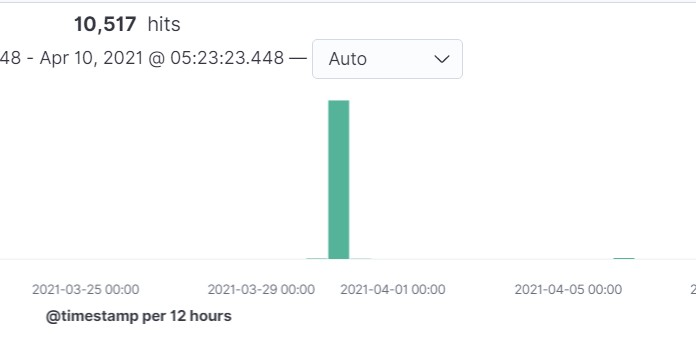 10,517 hits
48 - Apr 10, 2021 @ 05:23:23.448 — Auto
2021-03-25 00:00 2021-03-29 00:00 2021-04-01 00:00 2021-04-05 00:00 2
@timestamp per 12 hours